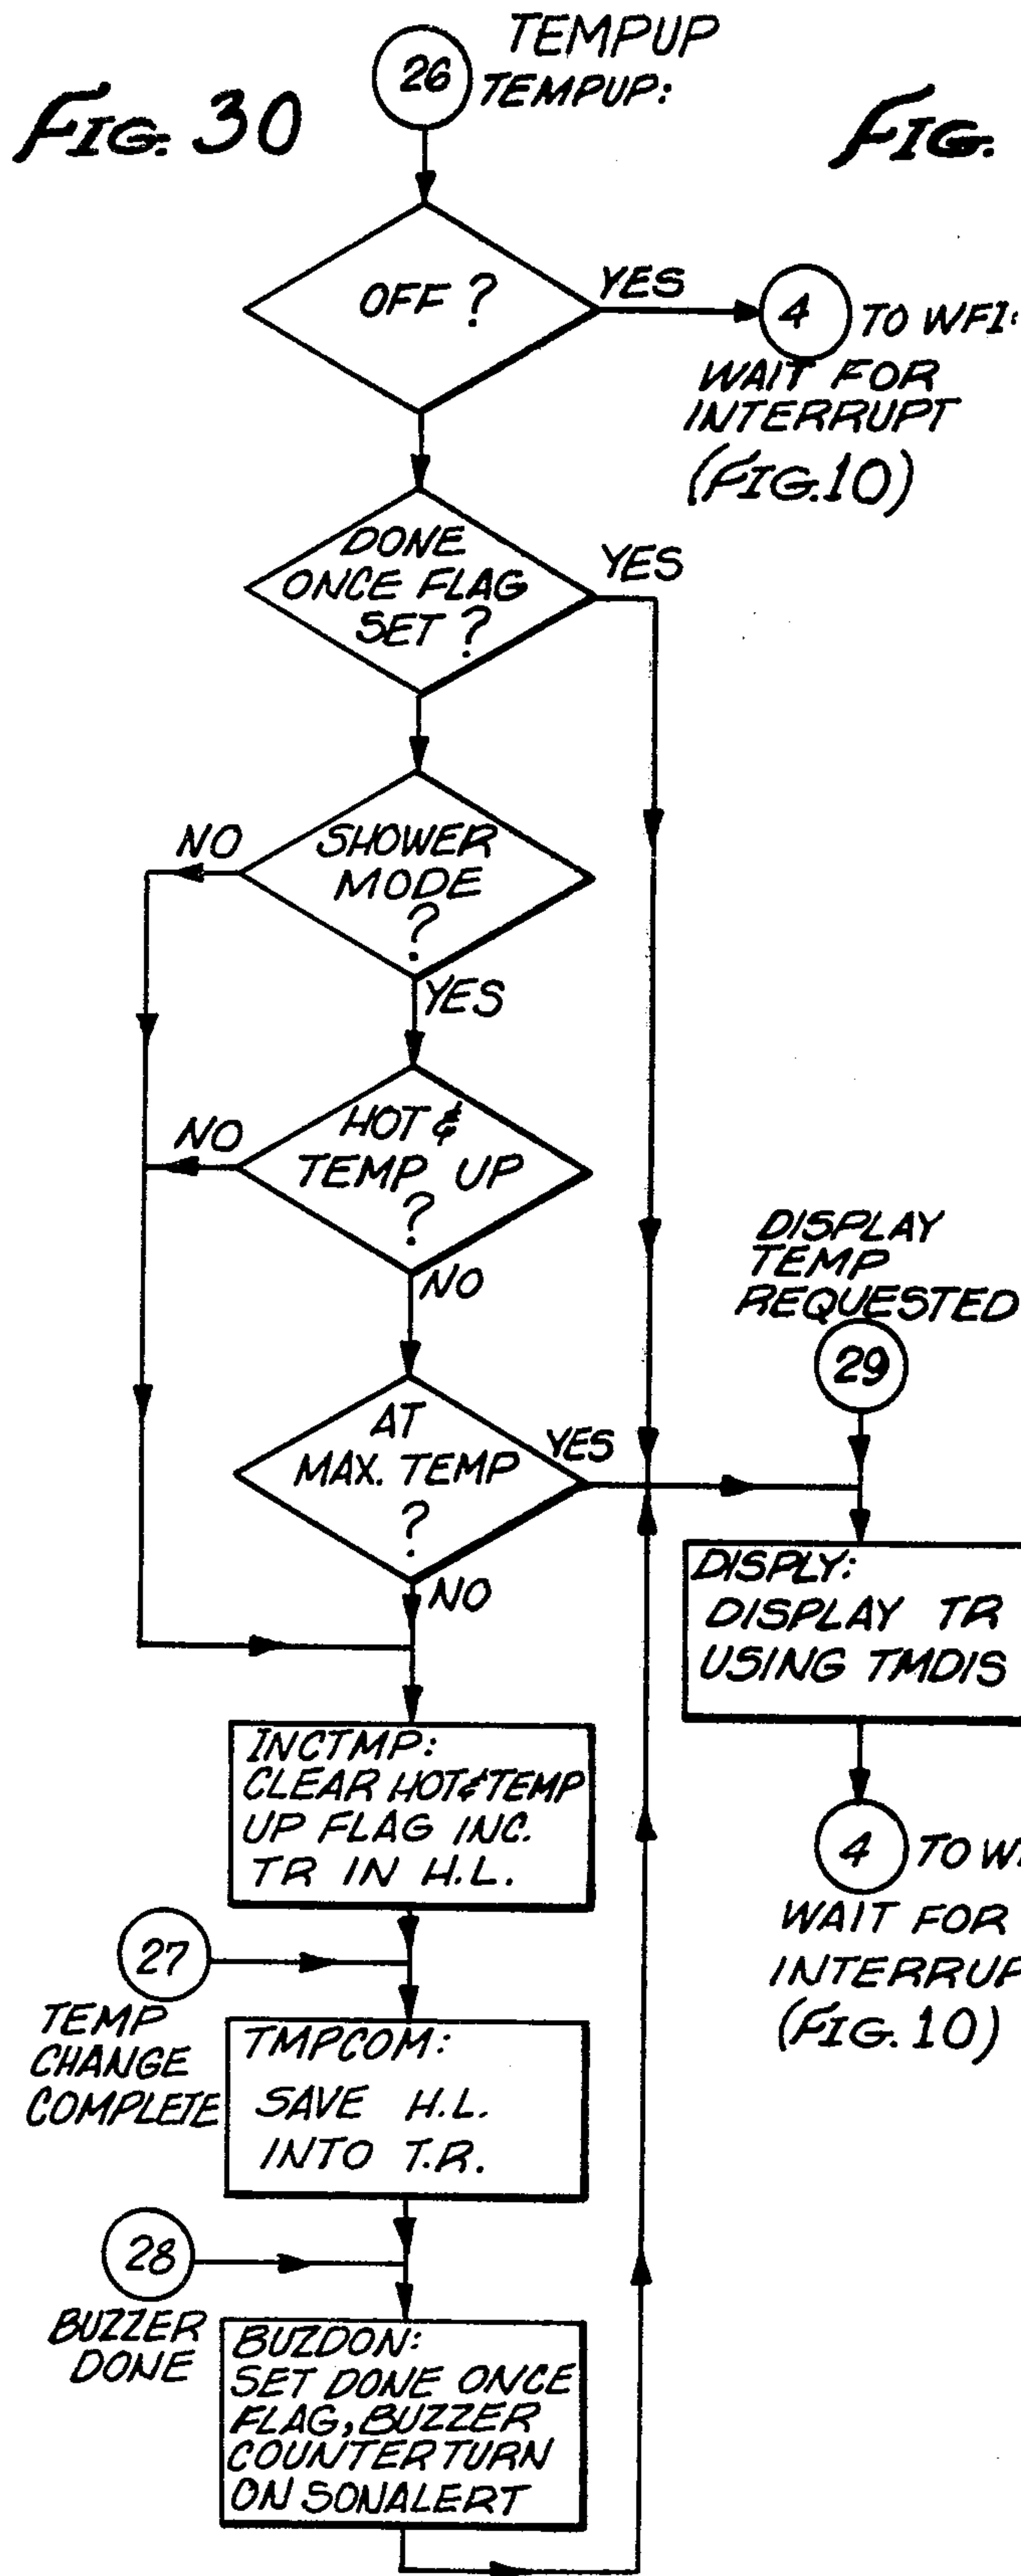 TEMPUP
26
TEMPUP:
FIG. 30
FIG.
OFF ?
YES
4
TO WFI:
WAIT FOR
INTERRUPT
(FIG.10)
DONE
ONCE FLAG
SET ?
YES
NO
SHOWER
MODE
?
YES
NO
HOT &
TEMP UP
?
NO
AT
MAX. TEMP
?
YES
NO
DISPLAY
TEMP
REQUESTED
29
DISPLY:
DISPLAY TR
USING TMDIS
4
TO W
WAIT FOR
INTERRUP
(FIG. 10)
INCTMP:
CLEAR HOT&TEMP
UP FLAG INC.
TR IN H.L.
27
TEMP
CHANGE
COMPLETE
TMPCOM:
SAVE H.L.
INTO T.R.
28
BUZZER
DONE
BUZDON:
SET DONE ONCE
FLAG, BUZZER
COUNTER TURN
ON SONALERT